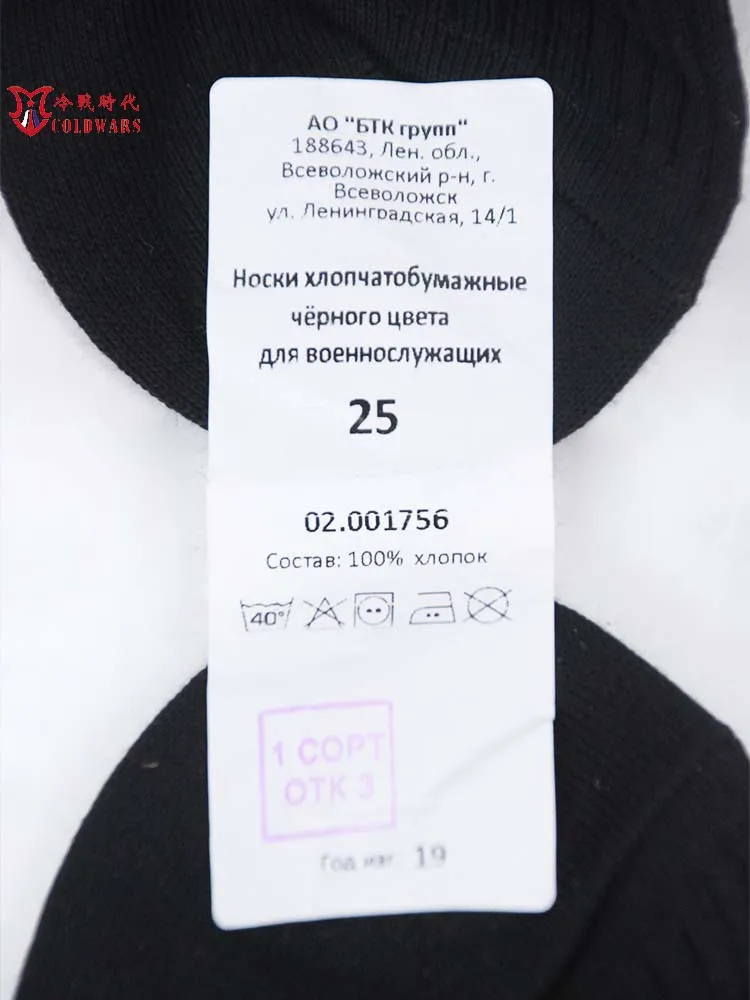 冷戰時代
COLDWARS
АО "БТК групп"
188643, Лен. обл.,
Всеволожский р-н, г.
Всеволожск
ул. Ленинградская, 14/1
Носки хлопчатобумажные
чёрного цвета
для военнослужащих
25
02.001756
Состав: 100% хлопок
40°
1 СОРТ
ОТК 3
Год изг 19